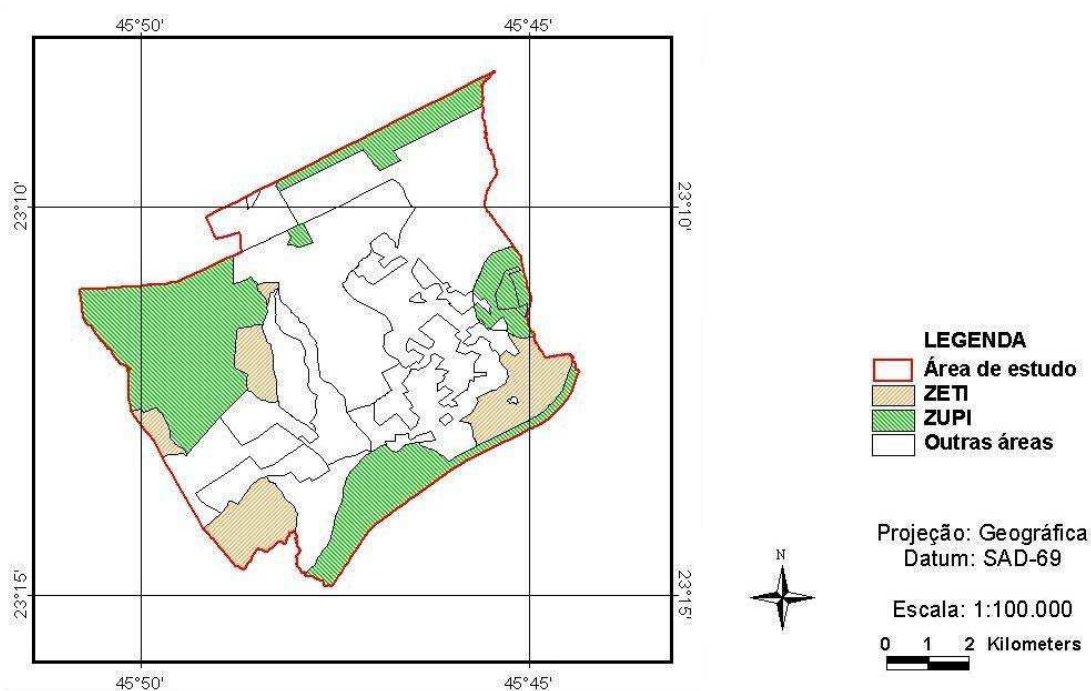 45°50' 45°45'
23°10' 23°10'
LEGENDA
Área de estudo
ZETI
ZUPI
Outras áreas
Projeção: Geográfica
Datum: SAD-69
N
Escala: 1:100.000
23°15' 23°15'
0 1 2 Kilometers
45°50' 45°45'